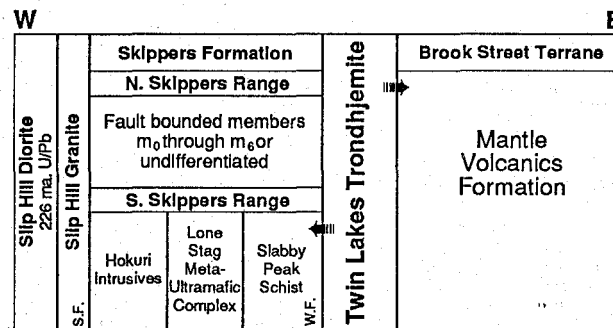 W
E
Slip Hill Diorite
226 ma. U/Pb
Slip Hill Granite
S.F.
Skippers Formation
N. Skippers Range
Fault bounded members
m0 through m6 or
undifferentiated
S. Skippers Range
Hokuri
Intrusives
Lone
Stag
Meta-
Ultramafic
Complex
Slabby
Peak
Schist
W.F.
Twin Lakes Trondhjemite
Brook Street Terrane
Mantle
Volcanics
Formation